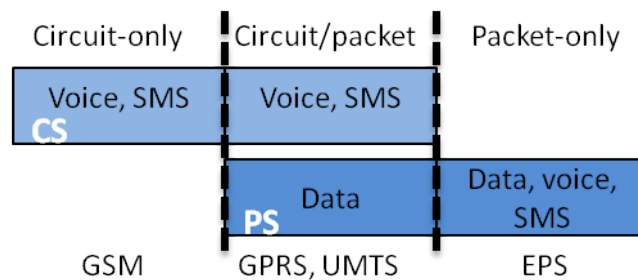 Circuit-only Circuit/packet Packet-only
Voice, SMS Voice, SMS
CS
Data Data, voice,
SMS
PS
GSM GPRS, UMTS EPS